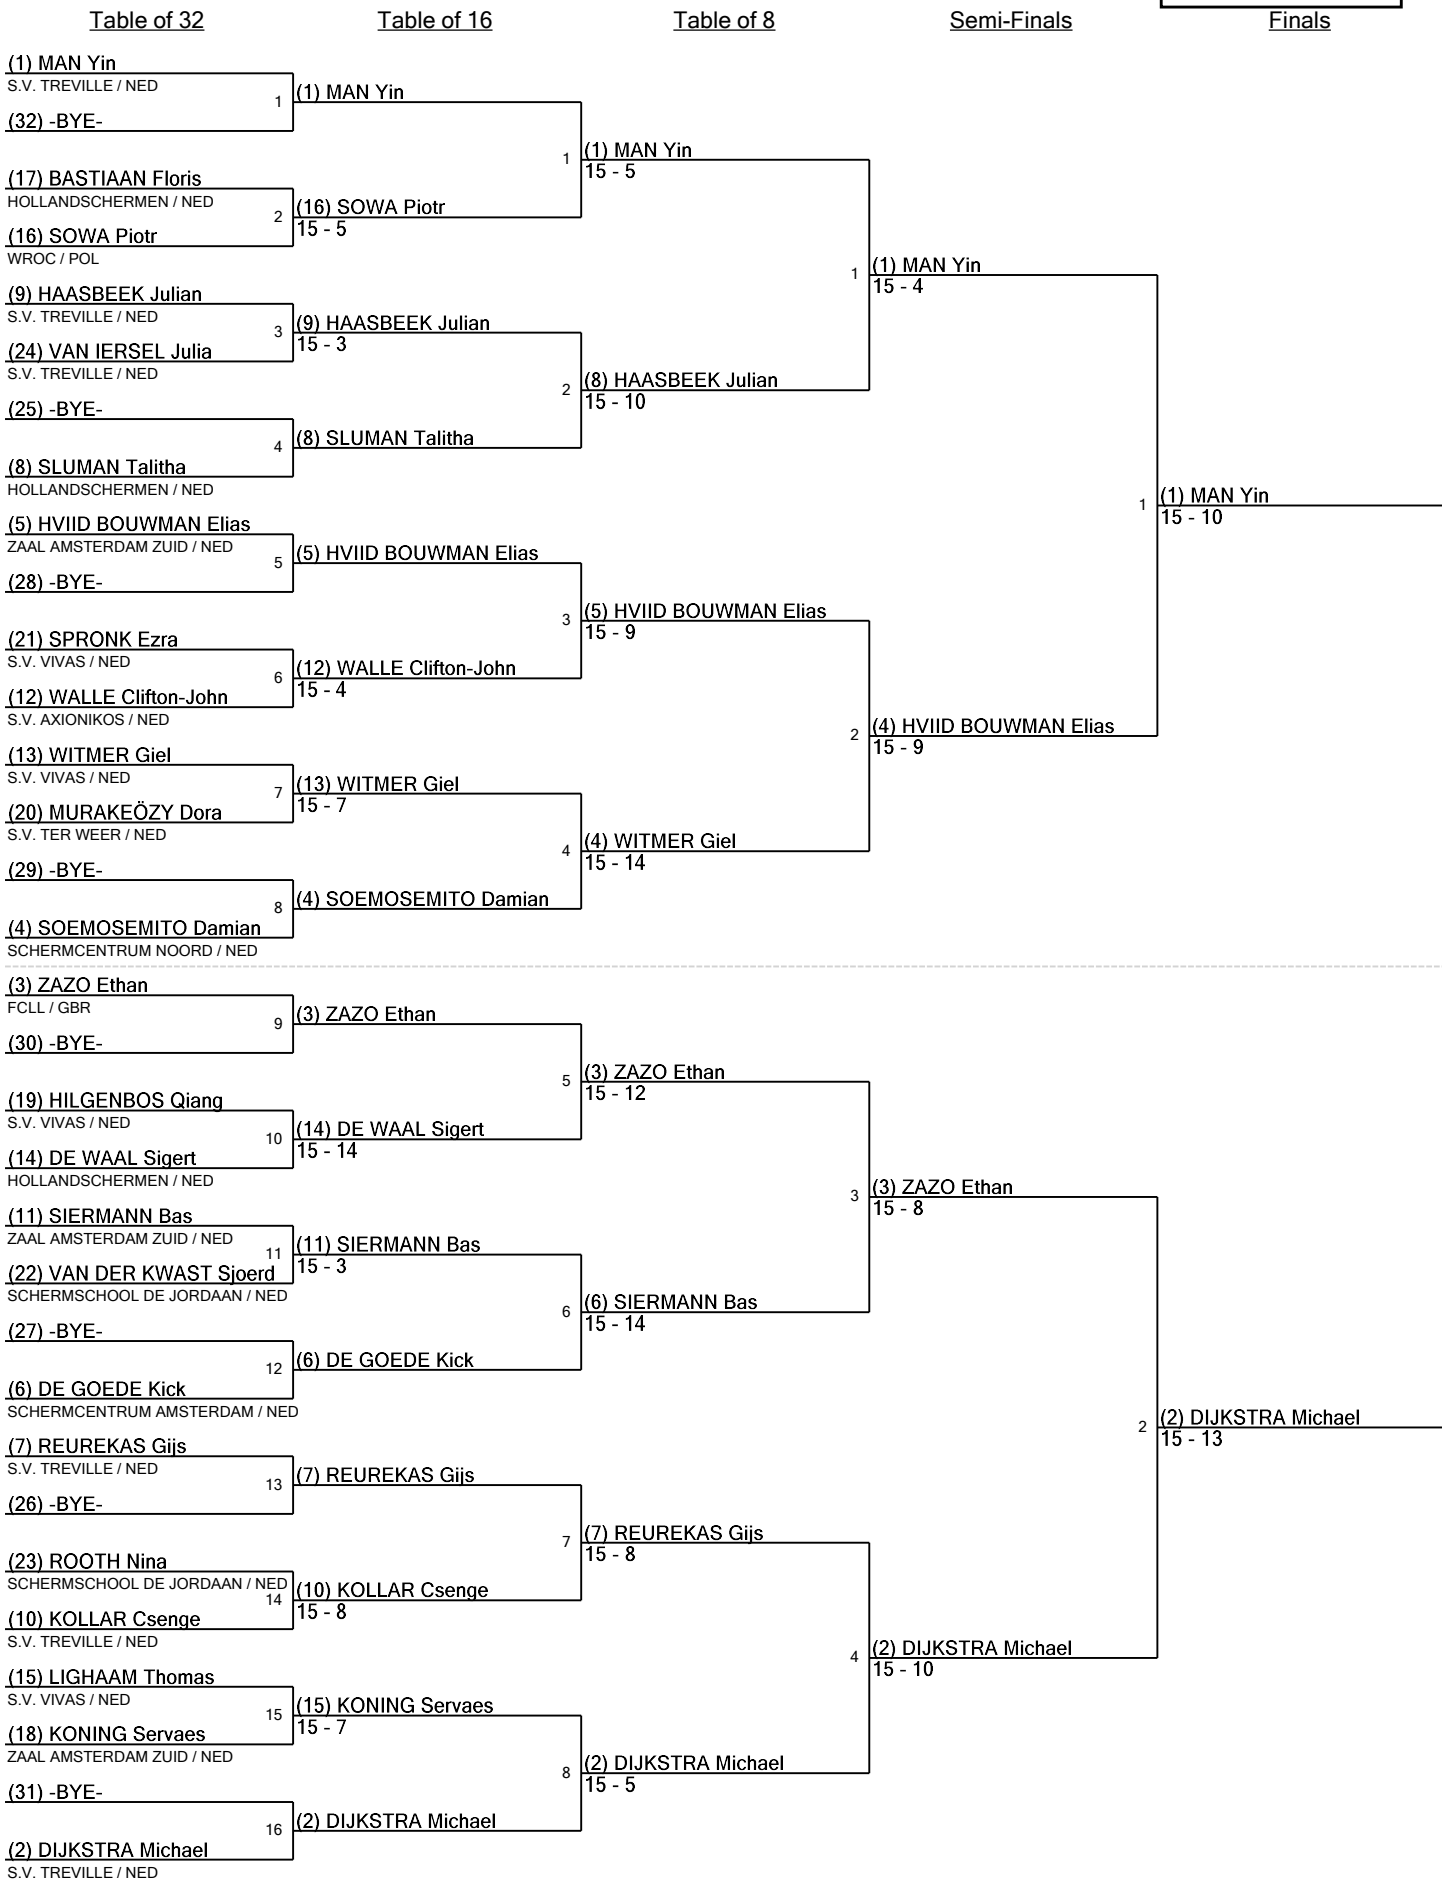 Table of 32
Table of 16
Table of 8
Semi-Finals
Finals
(1) MAN Yin
S.V. TREVILLE / NED
1
(32) -BYE-
(17) BASTIAAN Floris
HOLLANDSCHERMEN / NED
2
(16) SOWA Piotr
WROC / POL
(9) HAASBEEK Julian
S.V. TREVILLE / NED
3
(24) VAN IERSEL Julia
S.V. TREVILLE / NED
(25) -BYE-
4
(8) SLUMAN Talitha
HOLLANDSCHERMEN / NED
(5) HVIID BOUWMAN Elias
ZAAL AMSTERDAM ZUID / NED
5
(28) -BYE-
(21) SPRONK Ezra
S.V. VIVAS / NED
6
(12) WALLE Clifton-John
S.V. AXIONIKOS / NED
(13) WITMER Giel
S.V. VIVAS / NED
7
(20) MURAKEÖZY Dora
S.V. TER WEER / NED
(29) -BYE-
8
(4) SOEMOSEMITO Damian
SCHERMCENTRUM NOORD / NED
(3) ZAZO Ethan
FCLL / GBR
9
(30) -BYE-
(19) HILGENBOS Qiang
S.V. VIVAS / NED
10
(14) DE WAAL Sigert
HOLLANDSCHERMEN / NED
(11) SIERMANN Bas
ZAAL AMSTERDAM ZUID / NED
11
(22) VAN DER KWAST Sjoerd
SCHERMSCHOOL DE JORDAAN / NED
(27) -BYE-
12
(6) DE GOEDE Kick
SCHERMCENTRUM AMSTERDAM / NED
(7) REUREKAS Gijs
S.V. TREVILLE / NED
13
(26) -BYE-
(23) ROOTH Nina
SCHERMSCHOOL DE JORDAAN / NED
14
(10) KOLLAR Csenge
S.V. TREVILLE / NED
(15) LIGHAAM Thomas
S.V. VIVAS / NED
15
(18) KONING Servaes
ZAAL AMSTERDAM ZUID / NED
(31) -BYE-
16
(2) DIJKSTRA Michael
S.V. TREVILLE / NED
(1) MAN Yin
1
(16) SOWA Piotr
15 - 5
(9) HAASBEEK Julian
15 - 3
2
(8) SLUMAN Talitha
(5) HVIID BOUWMAN Elias
3
(12) WALLE Clifton-John
15 - 4
(13) WITMER Giel
15 - 7
4
(4) SOEMOSEMITO Damian
(3) ZAZO Ethan
5
(14) DE WAAL Sigert
15 - 14
(11) SIERMANN Bas
15 - 3
6
(6) DE GOEDE Kick
(7) REUREKAS Gijs
7
(10) KOLLAR Csenge
15 - 8
(15) KONING Servaes
15 - 7
8
(2) DIJKSTRA Michael
(1) MAN Yin
15 - 5
1
(8) HAASBEEK Julian
15 - 10
(5) HVIID BOUWMAN Elias
15 - 9
2
(4) WITMER Giel
15 - 14
(3) ZAZO Ethan
15 - 12
3
(6) SIERMANN Bas
15 - 14
(7) REUREKAS Gijs
15 - 8
4
(2) DIJKSTRA Michael
15 - 5
(1) MAN Yin
15 - 4
1
(4) HVIID BOUWMAN Elias
15 - 9
(3) ZAZO Ethan
15 - 8
2
(2) DIJKSTRA Michael
15 - 10
(1) MAN Yin
15 - 10
(2) DIJKSTRA Michael
15 - 13